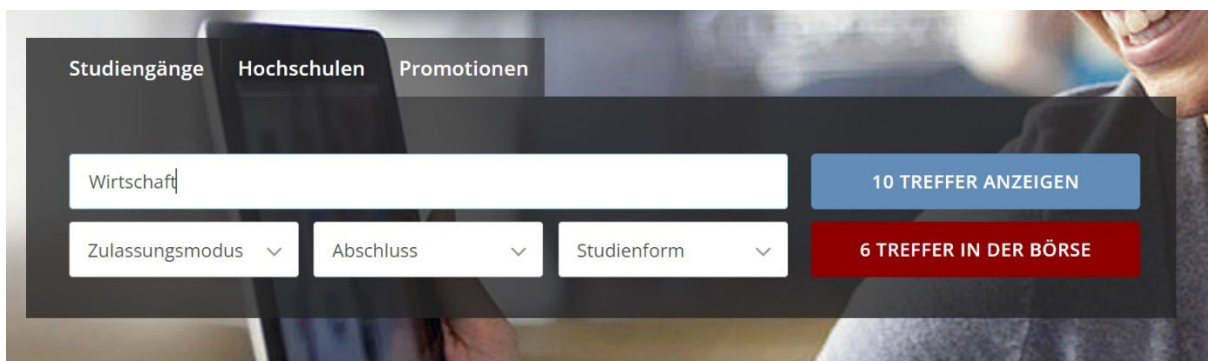 Studiengänge Hochschulen Promotionen
Wirtschaft
10 TREFFER ANZEIGEN
Zulassungsmodus Abschluss Studienform
6 TREFFER IN DER BÖRSE